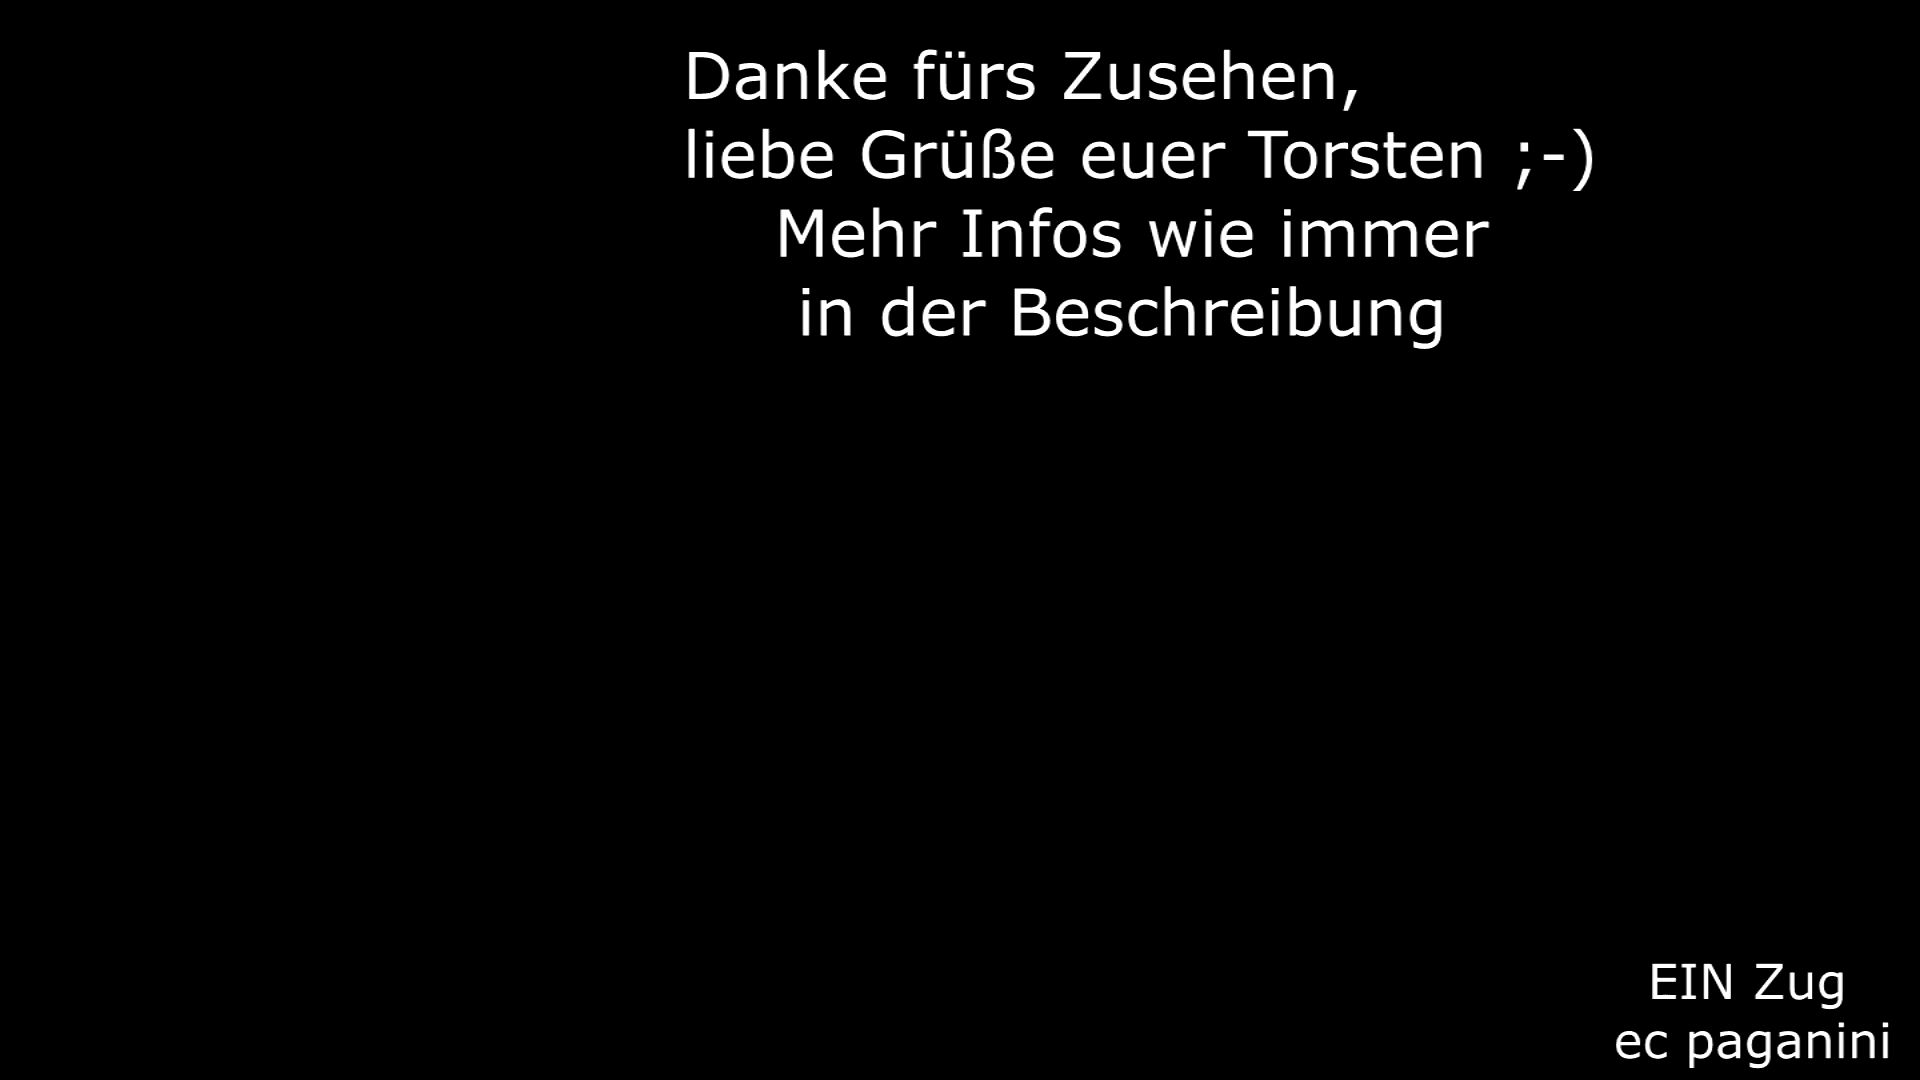 Danke fürs Zusehen,
liebe Grüße euer Torsten ;-)
Mehr Infos wie immer
in der Beschreibung
EIN Zug
ec paganini